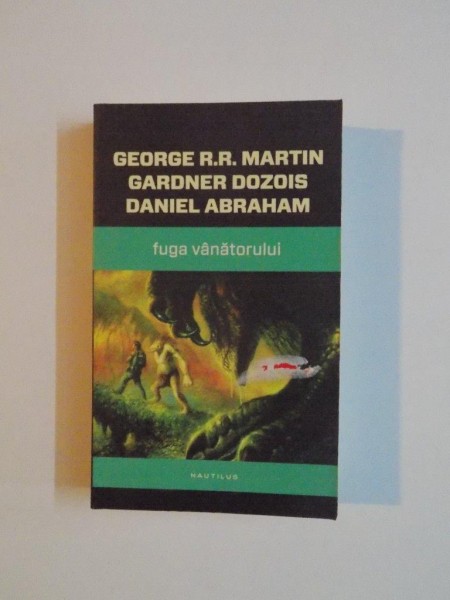 GEORGE R.R. MARTIN
GARDNER DOZOIS
DANIEL ABRAHAM
fuga vânătorului
NAUTILUS